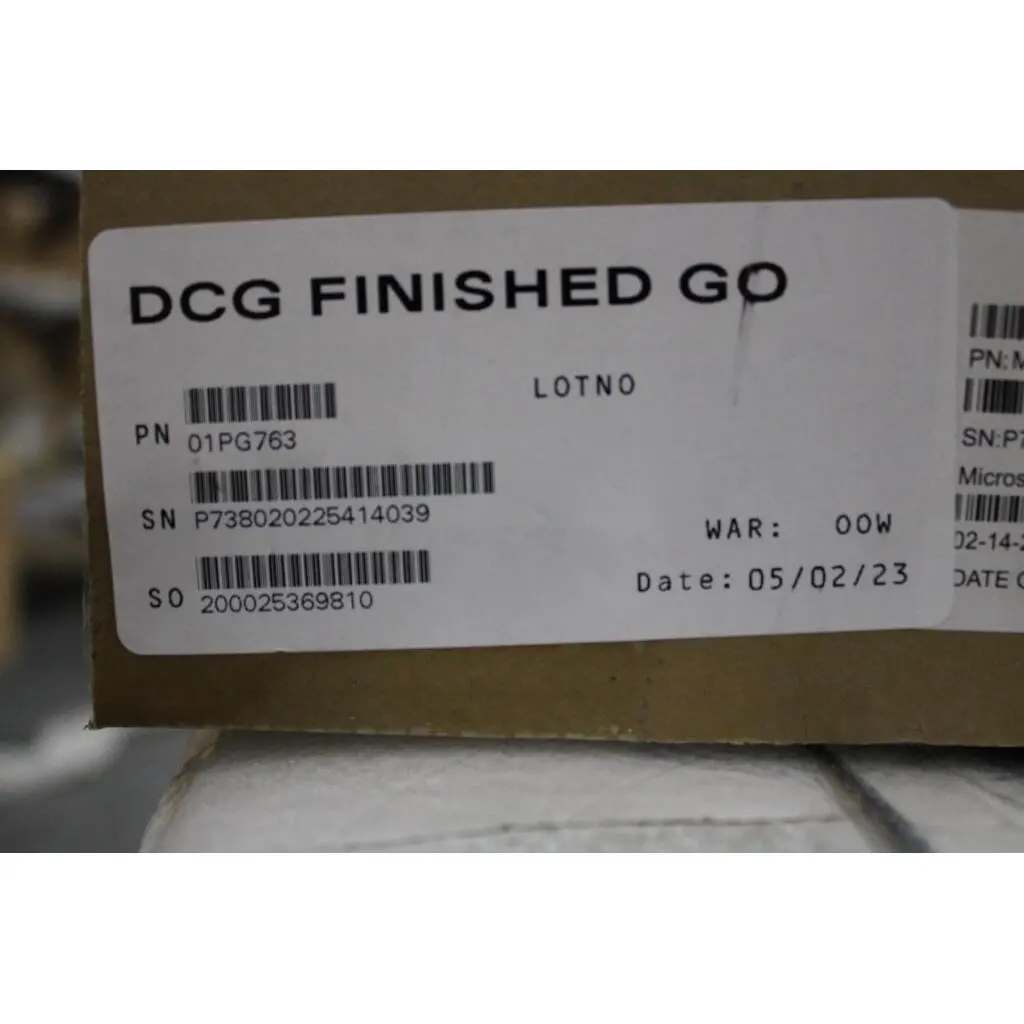 DCG FINISHED GO
LOTNO
PN 01PG763
SN P738020225414039
WAR: OOW
SO 200025369810
Date: 05/02/23
PN: M
SN:P7
Micros
02-14-2
DATE